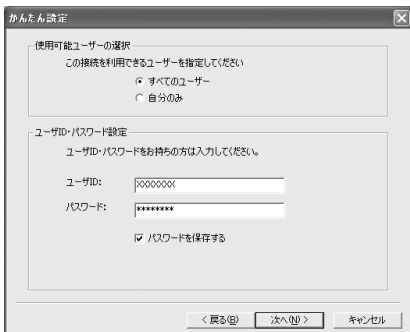 かんたん設定
使用可能ユーザーの選択
この接続を利用できるユーザーを指定してください
すべてのユーザー
自分のみ
ユーザID・パスワード設定
ユーザID・パスワードをお持ちの方は入力してください。
ユーザID:
XXXXXXX
パスワード:
********
パスワードを保存する
< 戻る(B)
次へ(N) >
キャンセル